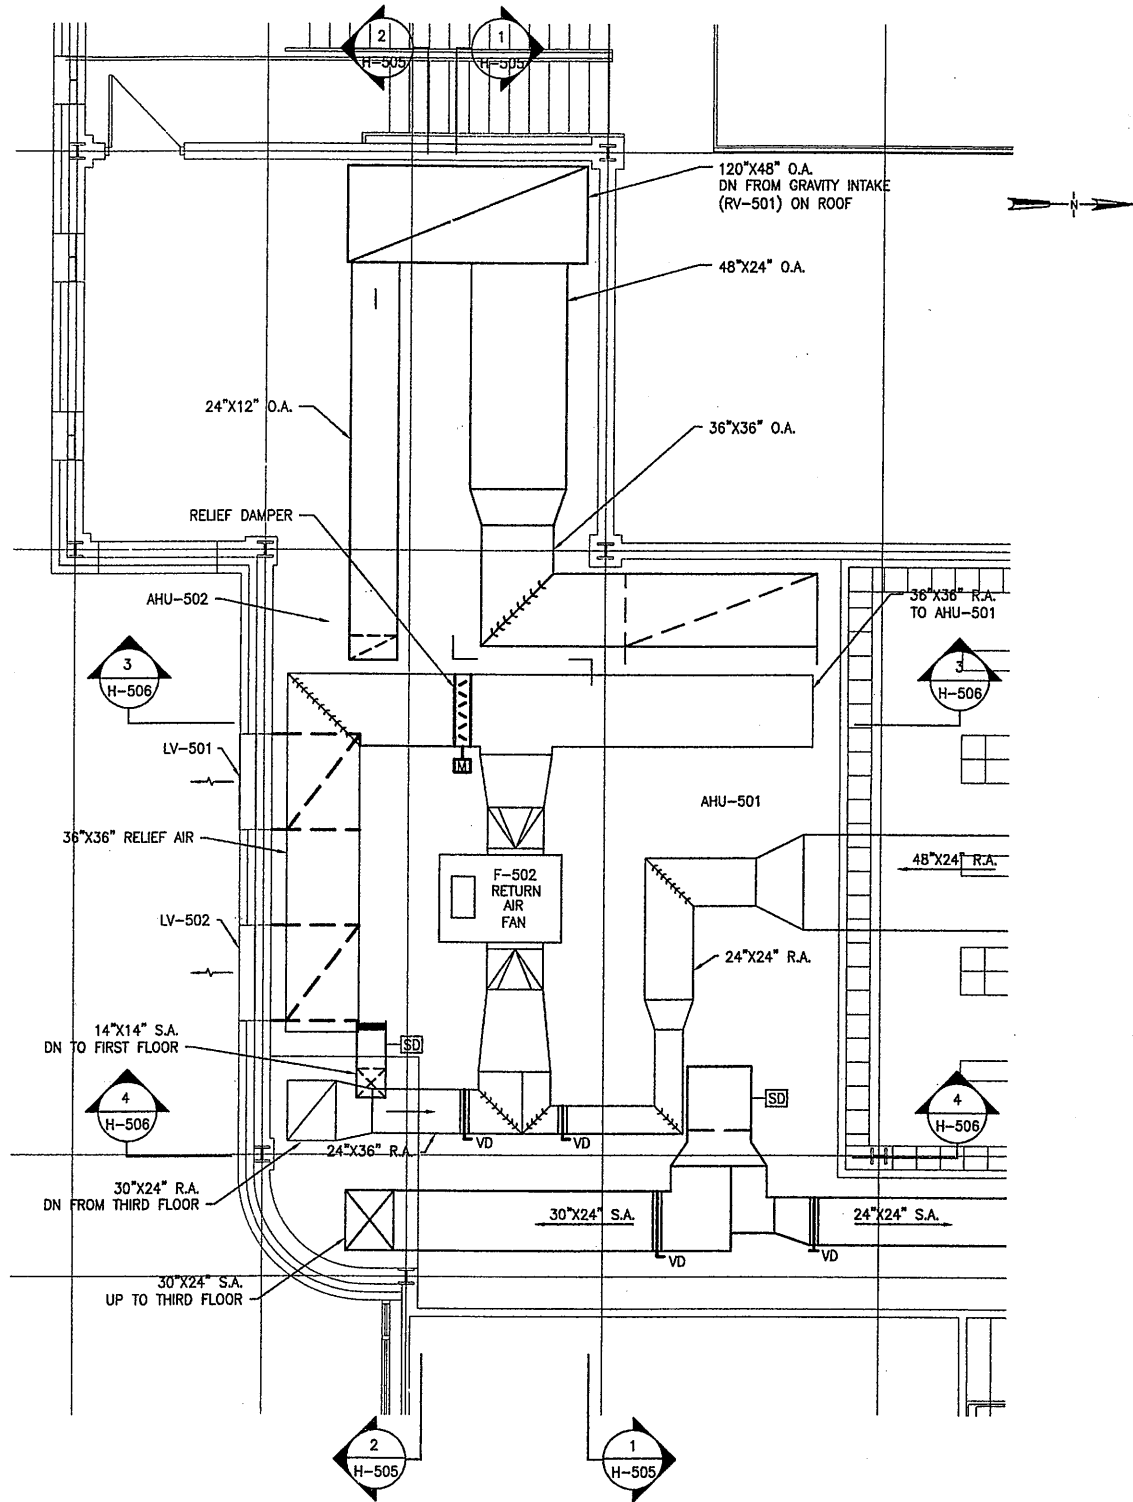 2
H-505
1
H-505
120"X48" O.A.
DN FROM GRAVITY INTAKE
(RV-501) ON ROOF
N
48"X24" O.A.
24"X12" O.A.
36"X36" O.A.
RELIEF DAMPER
AHU-502
36"X36" R.A.
TO AHU-501
3
H-506
3
H-506
LV-501
M
AHU-501
36"X36" RELIEF AIR
48"X24" R.A.
F-502
RETURN
AIR
FAN
LV-502
24"X24" R.A.
14"X14" S.A.
DN TO FIRST FLOOR
SD
SD
4
H-506
4
H-506
VD
VD
24"X36" R.A.
30"X24" R.A.
DN FROM THIRD FLOOR
30"X24" S.A.
24"X24" S.A.
VD
VD
30"X24" S.A.
UP TO THIRD FLOOR
2
H-505
1
H-505